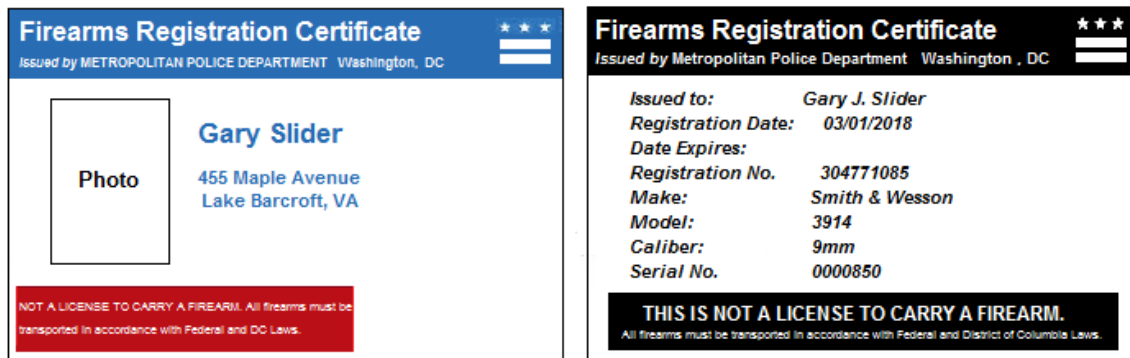 Firearms Registration Certificate
Issued by METROPOLITAN POLICE DEPARTMENT Washington, DC
Photo
Gary Slider
455 Maple Avenue
Lake Barcroft, VA
NOT A LICENSE TO CARRY A FIREARM. All firearms must be
transported in accordance with Federal and DC Laws.
Firearms Registration Certificate
Issued by Metropolitan Police Department Washington , DC
Issued to: Gary J. Slider
Registration Date: 03/01/2018
Date Expires:
Registration No. 304771085
Make: Smith & Wesson
Model: 3914
Caliber: 9mm
Serial No. 0000850
THIS IS NOT A LICENSE TO CARRY A FIREARM.
All firearms must be transported in accordance with Federal and District of Columbia Laws.